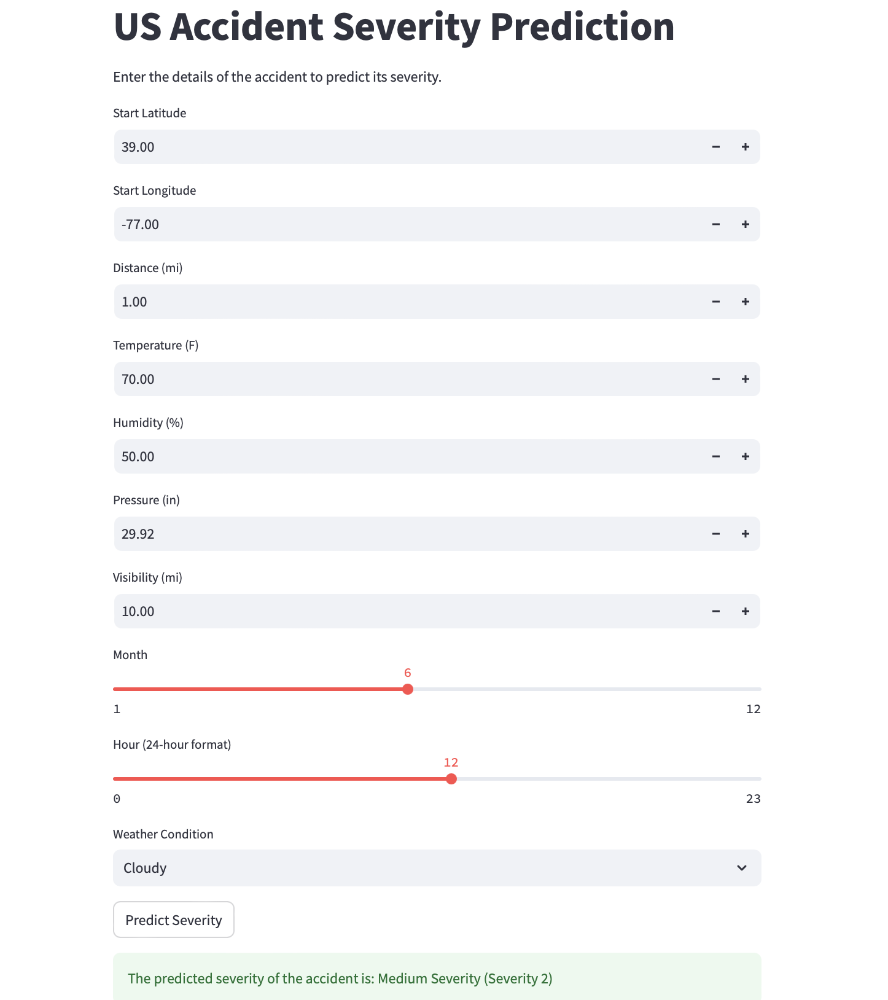 US Accident Severity Prediction
Enter the details of the accident to predict its severity.
Start Latitude
39.00
Start Longitude
-77.00
Distance (mi)
1.00
Temperature (F)
70.00
Humidity (%)
50.00
Pressure (in)
29.92
Visibility (mi)
10.00
Month
6
1 12
Hour (24-hour format)
12
0 23
Weather Condition
Cloudy
Predict Severity
The predicted severity of the accident is: Medium Severity (Severity 2)